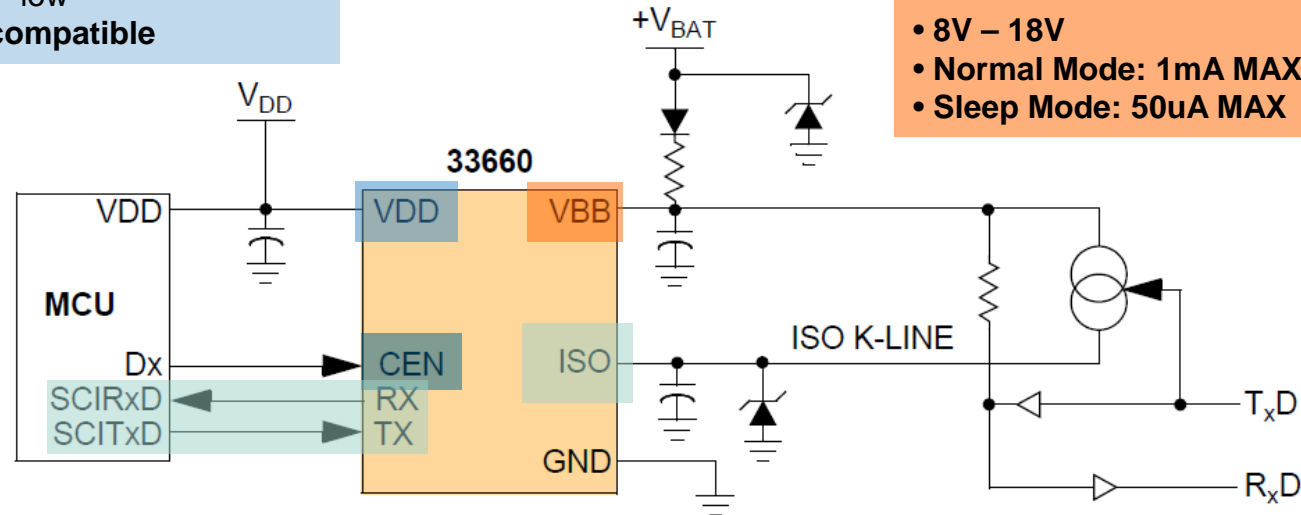 low
compatible
• 8V – 18V
• Normal Mode: 1mA MAX
• Sleep Mode: 50uA MAX
+VBAT
VDD
33660
VDD
VDD
VBB
MCU
Dx
CEN
ISO
ISO K-LINE
SCIRxD
RX
SCITxD
TX
TxD
GND
RxD